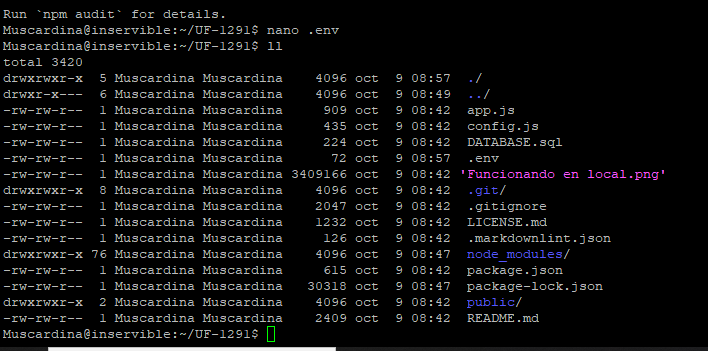 Run `npm audit` for details.
Muscardina@inservible:~/UF-1291$ nano .env
Muscardina@inservible:~/UF-1291$ ll
total 3420
drwxrwxr-x  5 Muscardina Muscardina    4096 oct  9 08:57  ./
drwxr-x---  6 Muscardina Muscardina    4096 oct  9 08:49  ../
-rw-rw-r--  1 Muscardina Muscardina     909 oct  9 08:42  app.js
-rw-rw-r--  1 Muscardina Muscardina     435 oct  9 08:42  config.js
-rw-rw-r--  1 Muscardina Muscardina     224 oct  9 08:42  DATABASE.sql
-rw-rw-r--  1 Muscardina Muscardina      72 oct  9 08:57  .env
-rw-rw-r--  1 Muscardina Muscardina 3409166 oct  9 08:42 'Funcionando en local.png'
drwxrwxr-x  8 Muscardina Muscardina    4096 oct  9 08:42  .git/
-rw-rw-r--  1 Muscardina Muscardina    2047 oct  9 08:42  .gitignore
-rw-rw-r--  1 Muscardina Muscardina    1232 oct  9 08:42  LICENSE.md
-rw-rw-r--  1 Muscardina Muscardina     126 oct  9 08:42  .markdownlint.json
drwxrwxr-x 76 Muscardina Muscardina    4096 oct  9 08:47  node_modules/
-rw-rw-r--  1 Muscardina Muscardina     615 oct  9 08:42  package.json
-rw-rw-r--  1 Muscardina Muscardina   30318 oct  9 08:47  package-lock.json
drwxrwxr-x  2 Muscardina Muscardina    4096 oct  9 08:42  public/
-rw-rw-r--  1 Muscardina Muscardina    2409 oct  9 08:42  README.md
Muscardina@inservible:~/UF-1291$